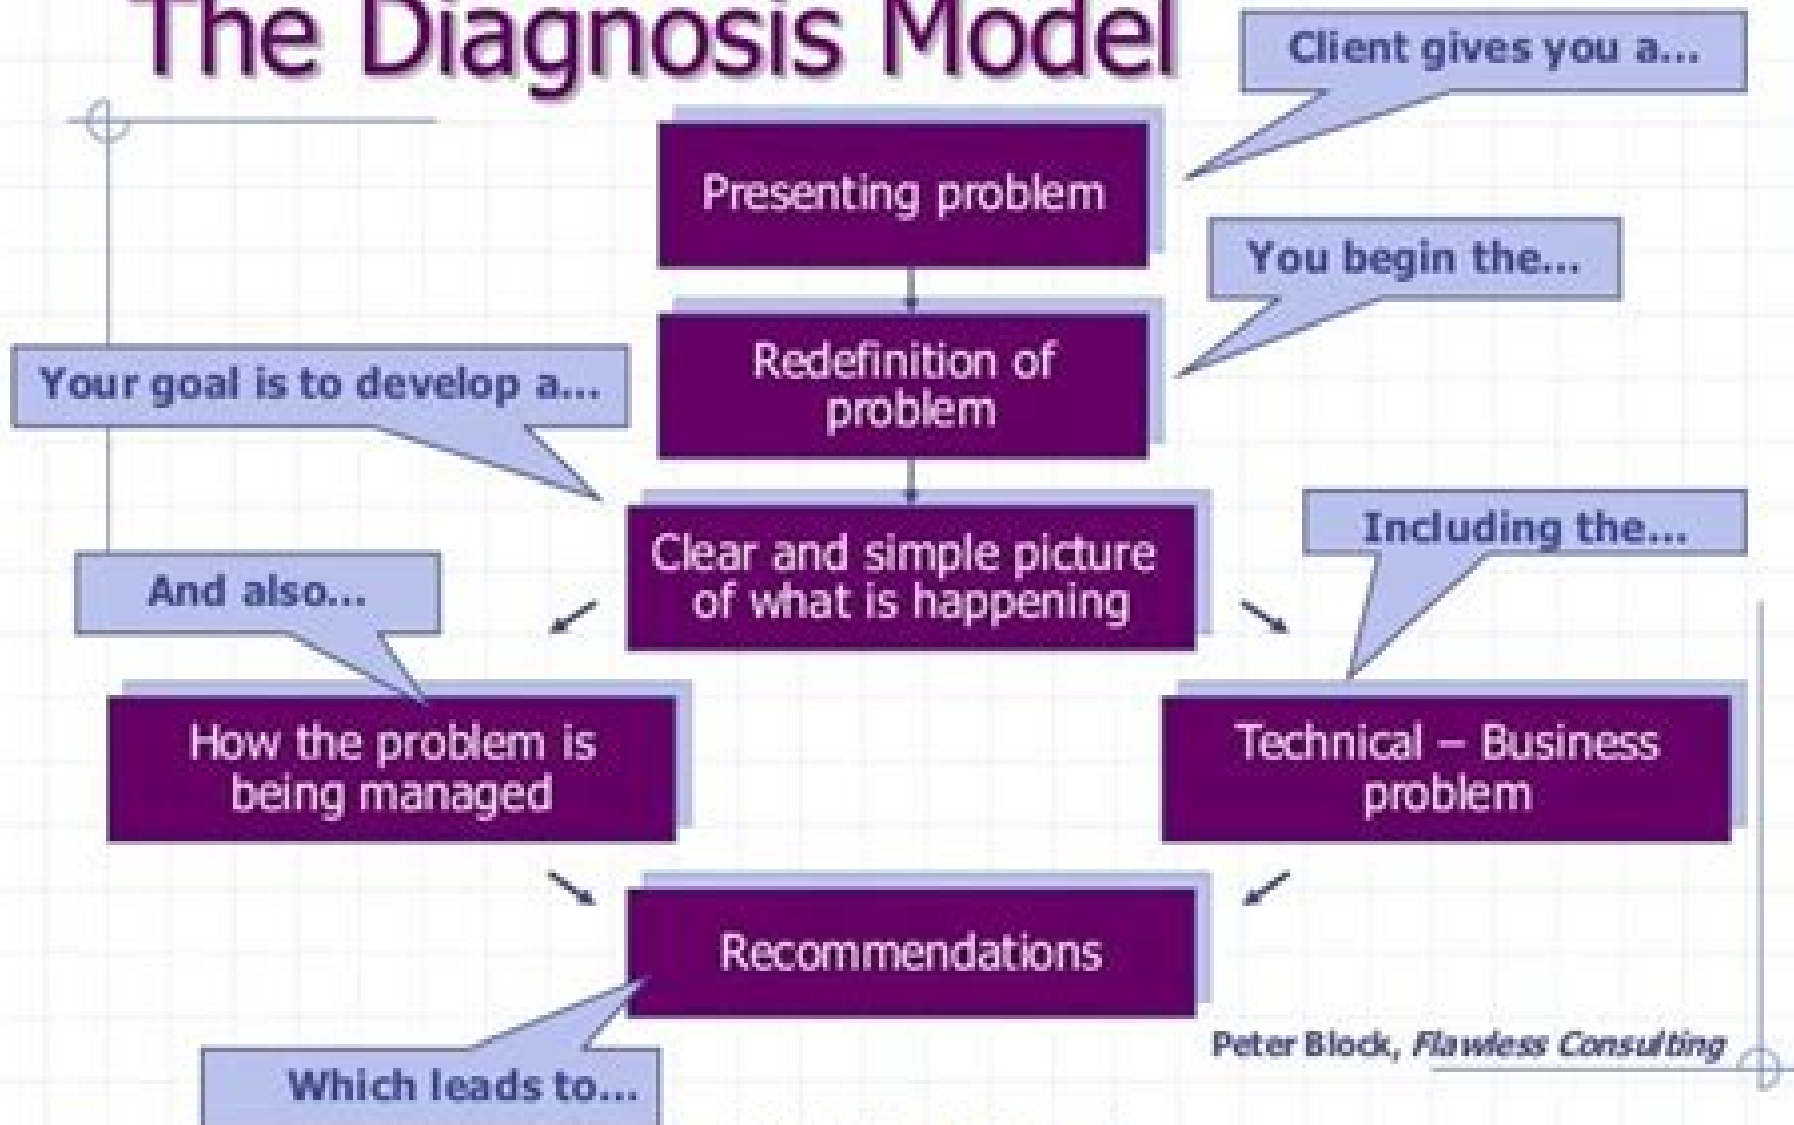 The Diagnosis Model
Client gives you a...
Presenting problem
You begin the...
Redefinition of
problem
Your goal is to develop a...
Clear and simple picture
of what is happening
Including the...
And also...
How the problem is
being managed
Technical – Business
problem
Recommendations
Peter Block, Flawless Consulting
Which leads to...